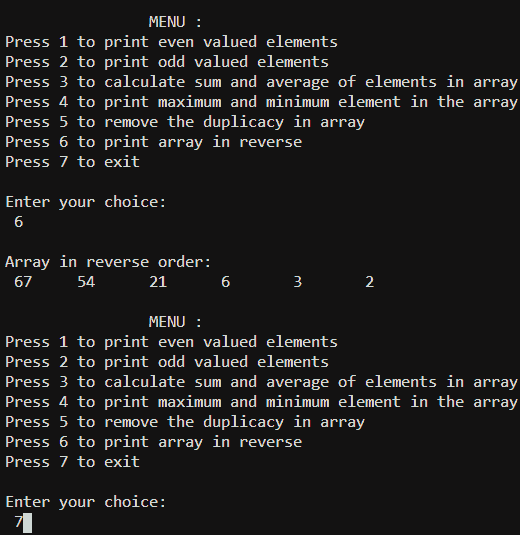 MENU :
Press 1 to print even valued elements
Press 2 to print odd valued elements
Press 3 to calculate sum and average of elements in array
Press 4 to print maximum and minimum element in the array
Press 5 to remove the duplicacy in array
Press 6 to print array in reverse
Press 7 to exit
Enter your choice:
6
Array in reverse order:
67 54 21 6 3 2
MENU :
Press 1 to print even valued elements
Press 2 to print odd valued elements
Press 3 to calculate sum and average of elements in array
Press 4 to print maximum and minimum element in the array
Press 5 to remove the duplicacy in array
Press 6 to print array in reverse
Press 7 to exit
Enter your choice:
7